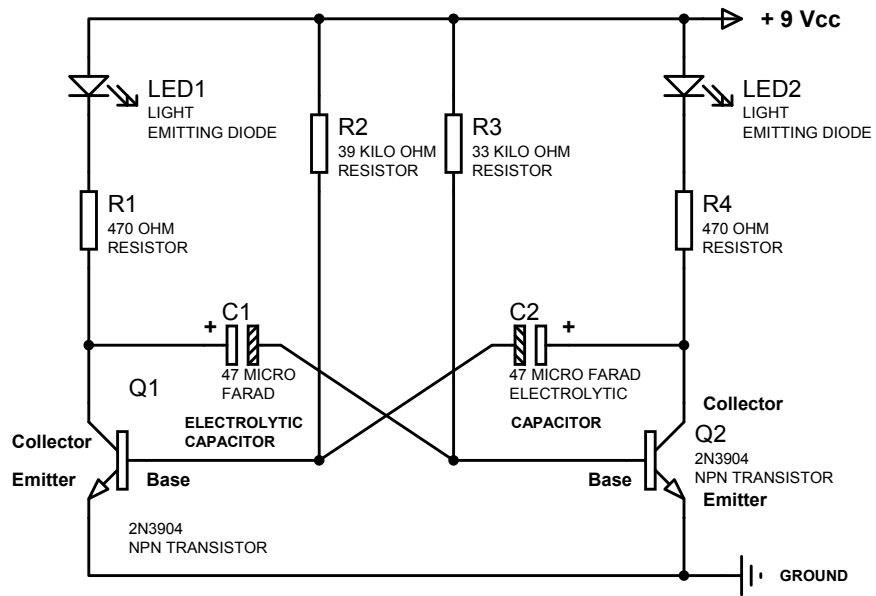 + 9 Vcc
LED1
LIGHT
EMITTING DIODE
R2
39 KILO OHM
RESISTOR
R3
33 KILO OHM
RESISTOR
LED2
LIGHT
EMITTING DIODE
R1
470 OHM
RESISTOR
R4
470 OHM
RESISTOR
+
C1
47 MICRO
FARAD
ELECTROLYTIC
CAPACITOR
C2
+
47 MICRO FARAD
ELECTROLYTIC
CAPACITOR
Q1
Collector
Emitter
Base
2N3904
NPN TRANSISTOR
Collector
Q2
2N3904
NPN TRANSISTOR
Base
Emitter
GROUND